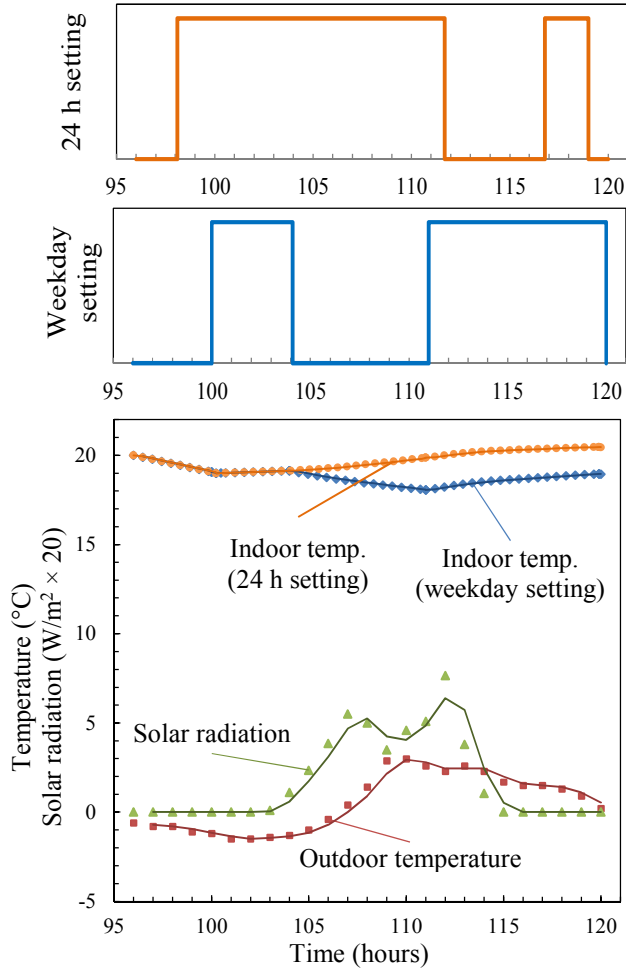 24 h setting
95 100 105 110 115 120
Weekday
setting
95 100 105 110 115 120
Temperature (°C)
Solar radiation (W/m² × 20)
20
15
10
5
0
-5
Indoor temp.
(24 h setting)
Indoor temp.
(weekday setting)
Solar radiation
Outdoor temperature
95 100 105 110 115 120
Time (hours)